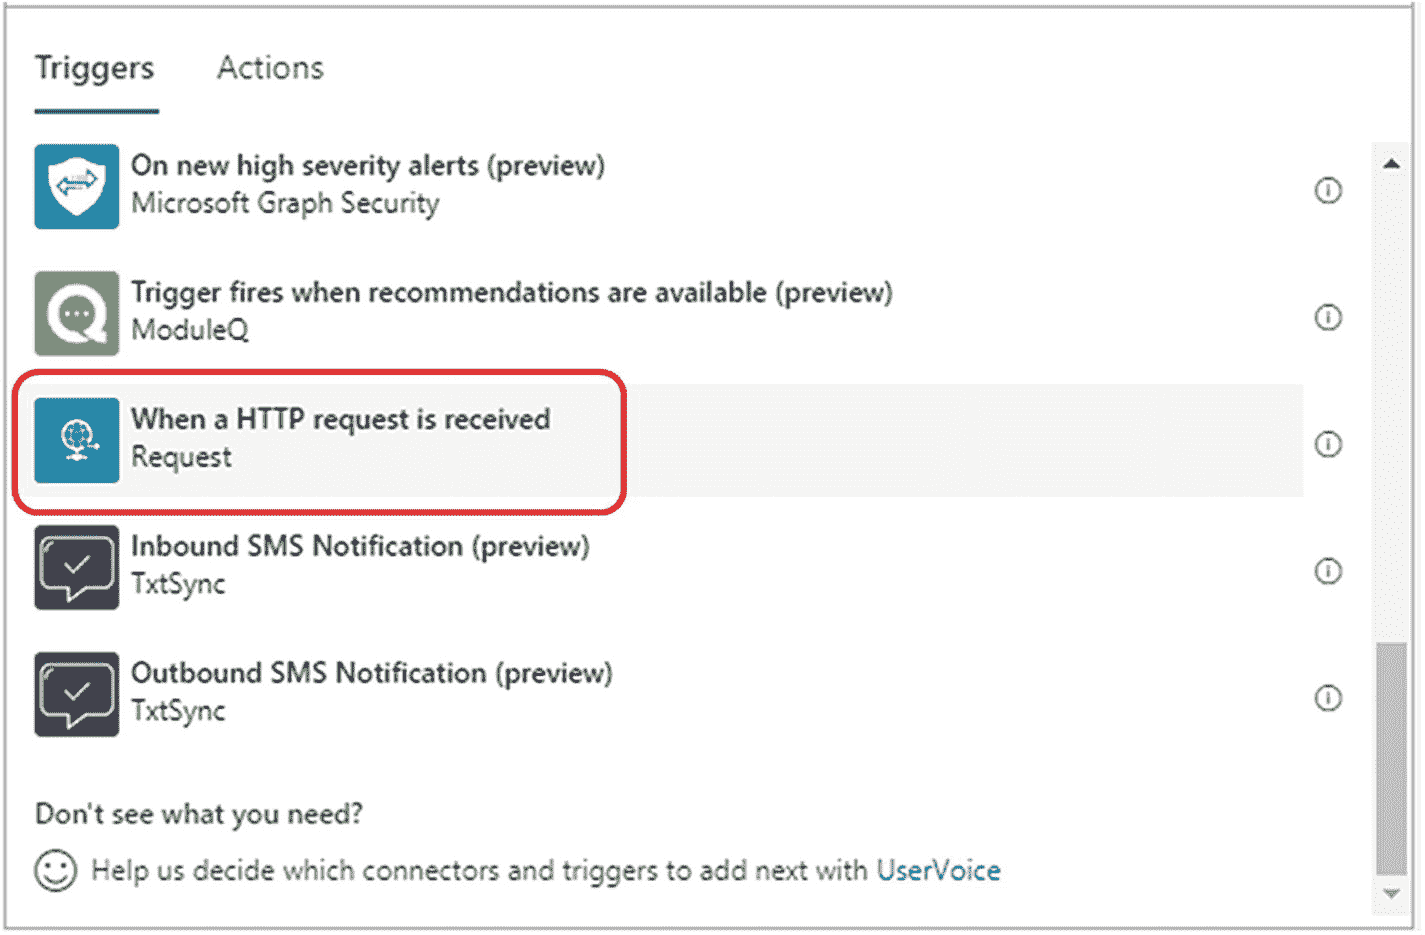 Triggers Actions
On new high severity alerts (preview)
Microsoft Graph Security
Trigger fires when recommendations are available (preview)
ModuleQ
When a HTTP request is received
Request
Inbound SMS Notification (preview)
TxtSync
Outbound SMS Notification (preview)
TxtSync
Don't see what you need?
Help us decide which connectors and triggers to add next with UserVoice